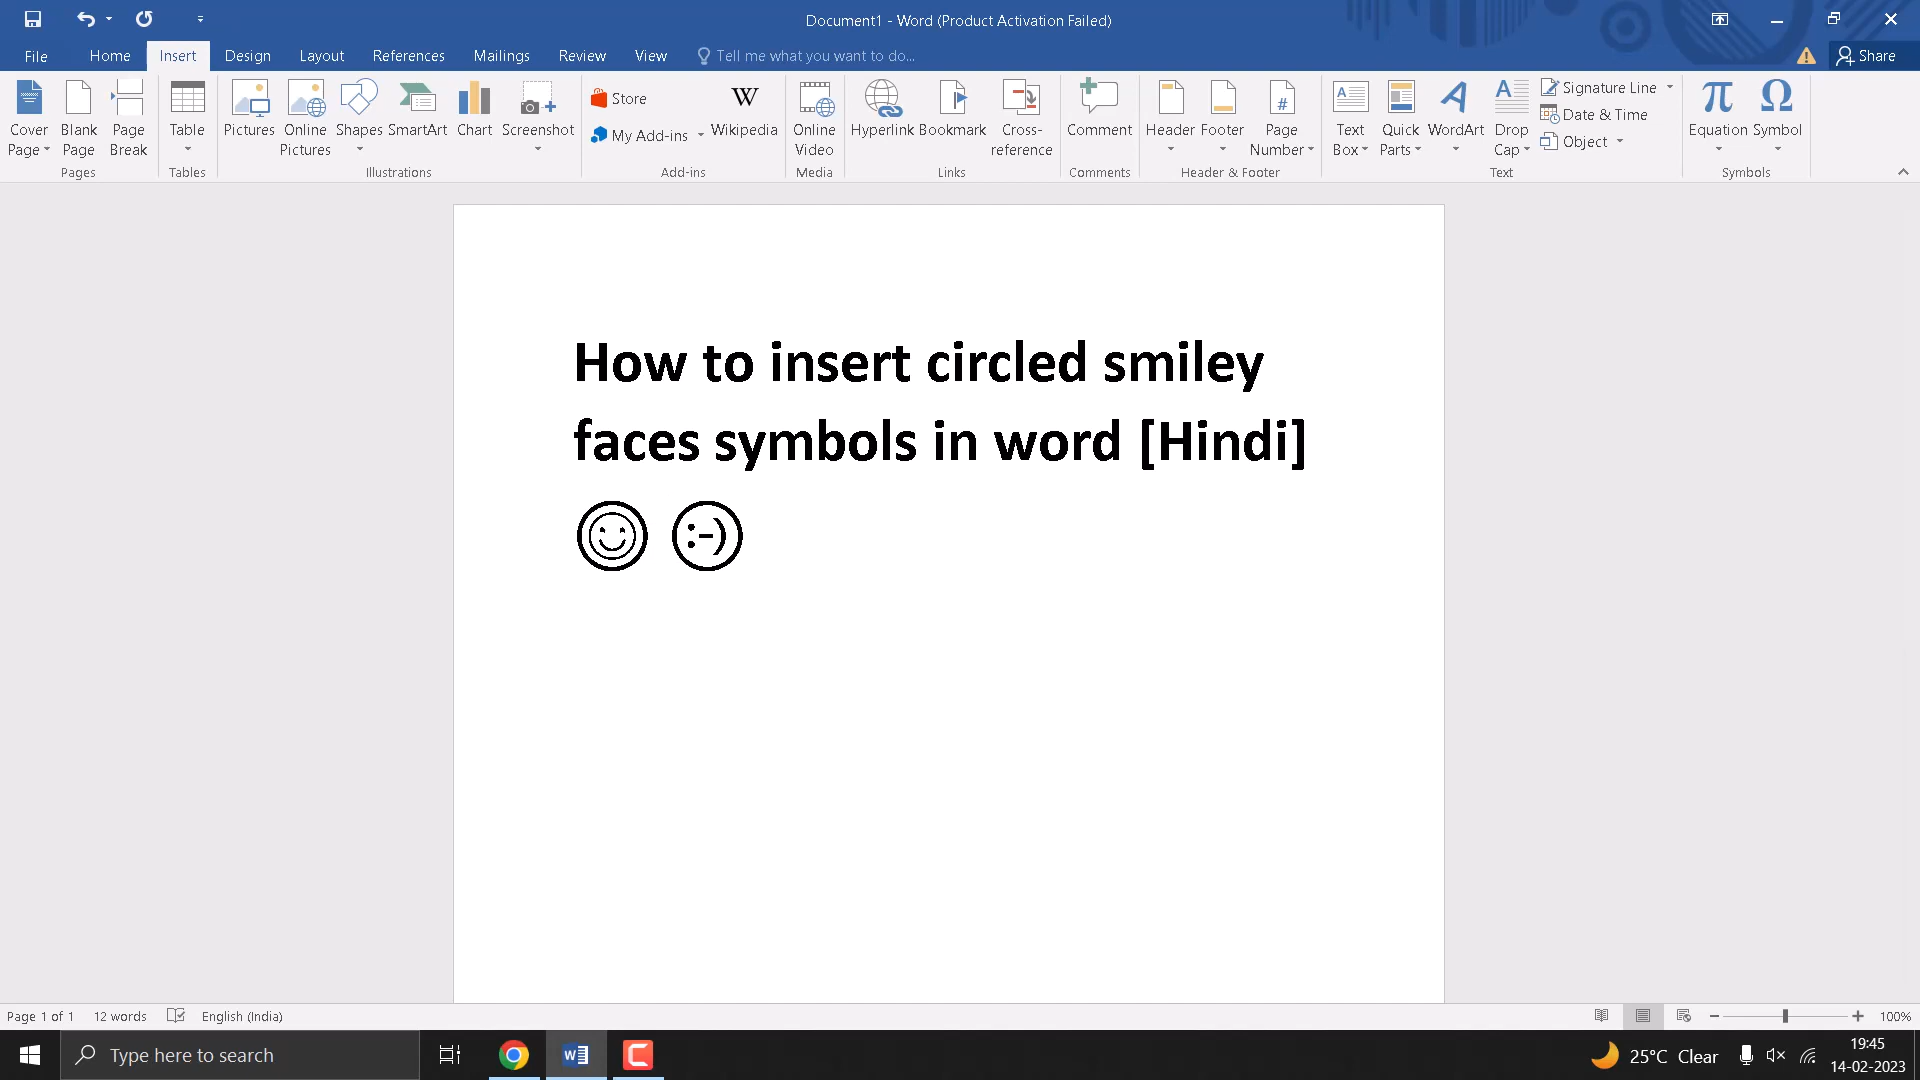 Document1 - Word (Product Activation Failed)
File Home Insert Design Layout References Mailings Review View Tell me what you want to do... Share
Cover Page Blank Page Page Break Table Pictures Online Pictures Shapes SmartArt Chart Screenshot Store My Add-ins Wikipedia Online Video Hyperlink Bookmark Cross-reference Comment Header Footer Page Number Text Box Quick Parts WordArt Drop Cap Signature Line Date & Time Object Equation Symbol
Pages Tables Illustrations Add-ins Media Links Comments Header & Footer Text Symbols
How to insert circled smiley
faces symbols in word [Hindi]
:-)
Page 1 of 1 12 words English (India) 100%
Type here to search 25°C Clear 19:45
14-02-2023